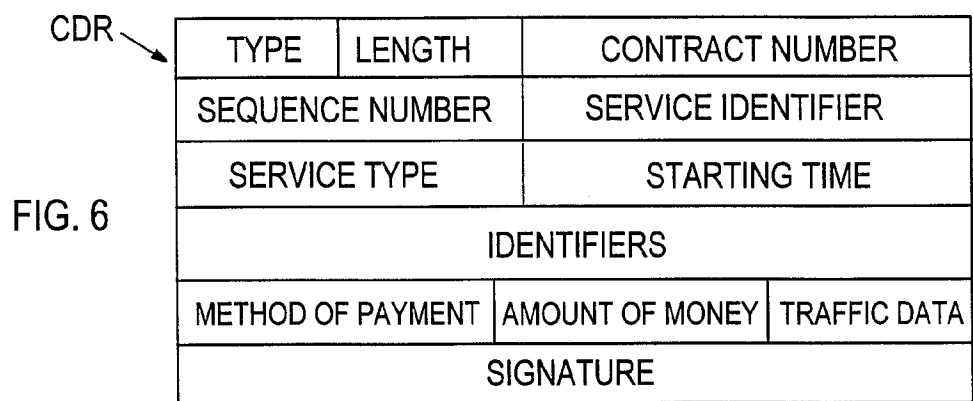 CDR
TYPE LENGTH CONTRACT NUMBER
SEQUENCE NUMBER SERVICE IDENTIFIER
SERVICE TYPE STARTING TIME
FIG. 6
IDENTIFIERS
METHOD OF PAYMENT AMOUNT OF MONEY TRAFFIC DATA
SIGNATURE